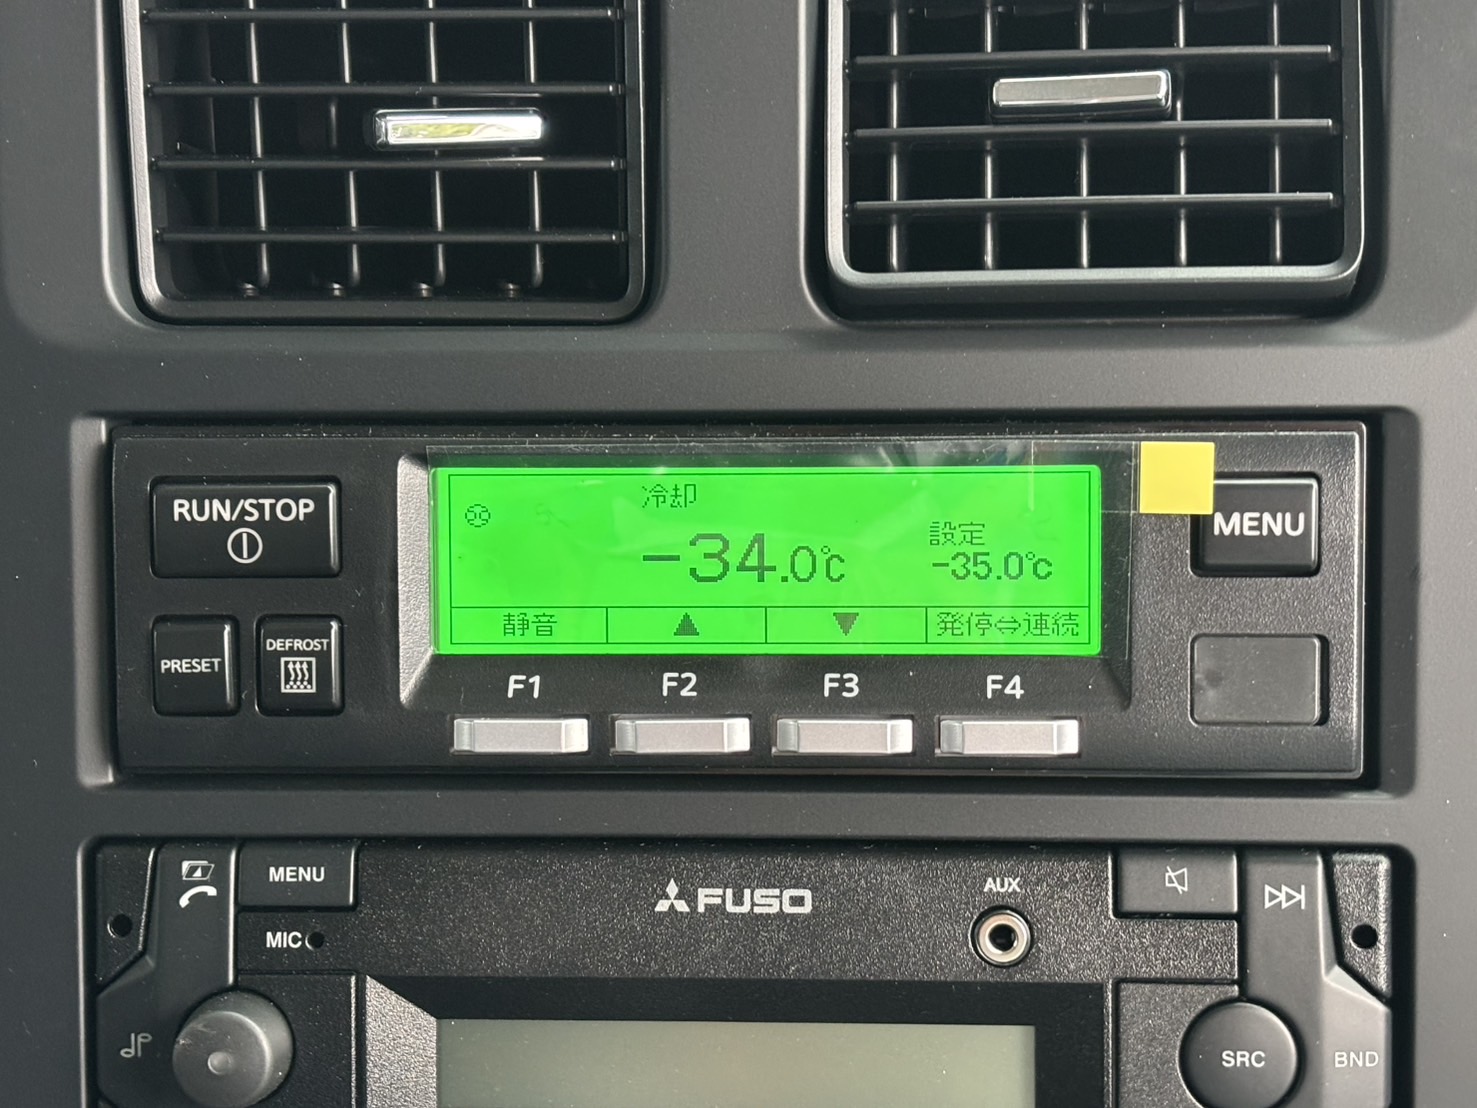 RUN/STOP
PRESET
DEFROST
冷却
-34.0℃
設定
-35.0℃
静音
▲
▼
発停⇔連続
F1
F2
F3
F4
MENU
MENU
MIC
FUSO
AUX
SRC
BND